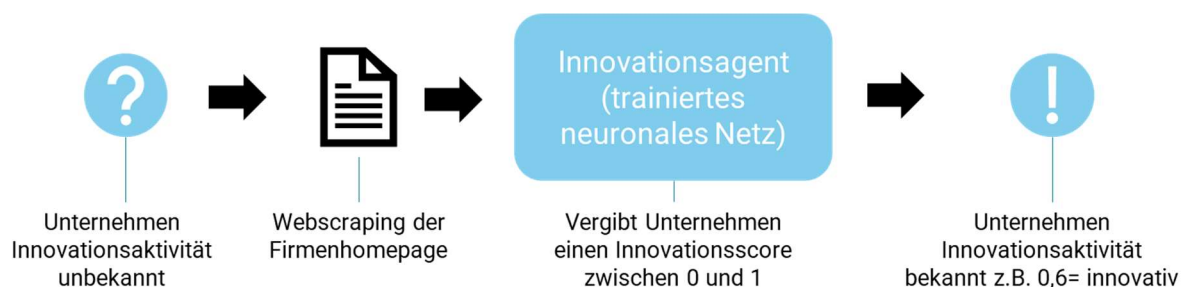 ?
Innovationsagent
(trainiertes
neuronales Netz)
!
Unternehmen
Innovationsaktivität
unbekannt
Webscraping der
Firmenhomepage
Vergibt Unternehmen
einen Innovationsscore
zwischen 0 und 1
Unternehmen
Innovationsaktivität
bekannt z.B. 0,6= innovativ